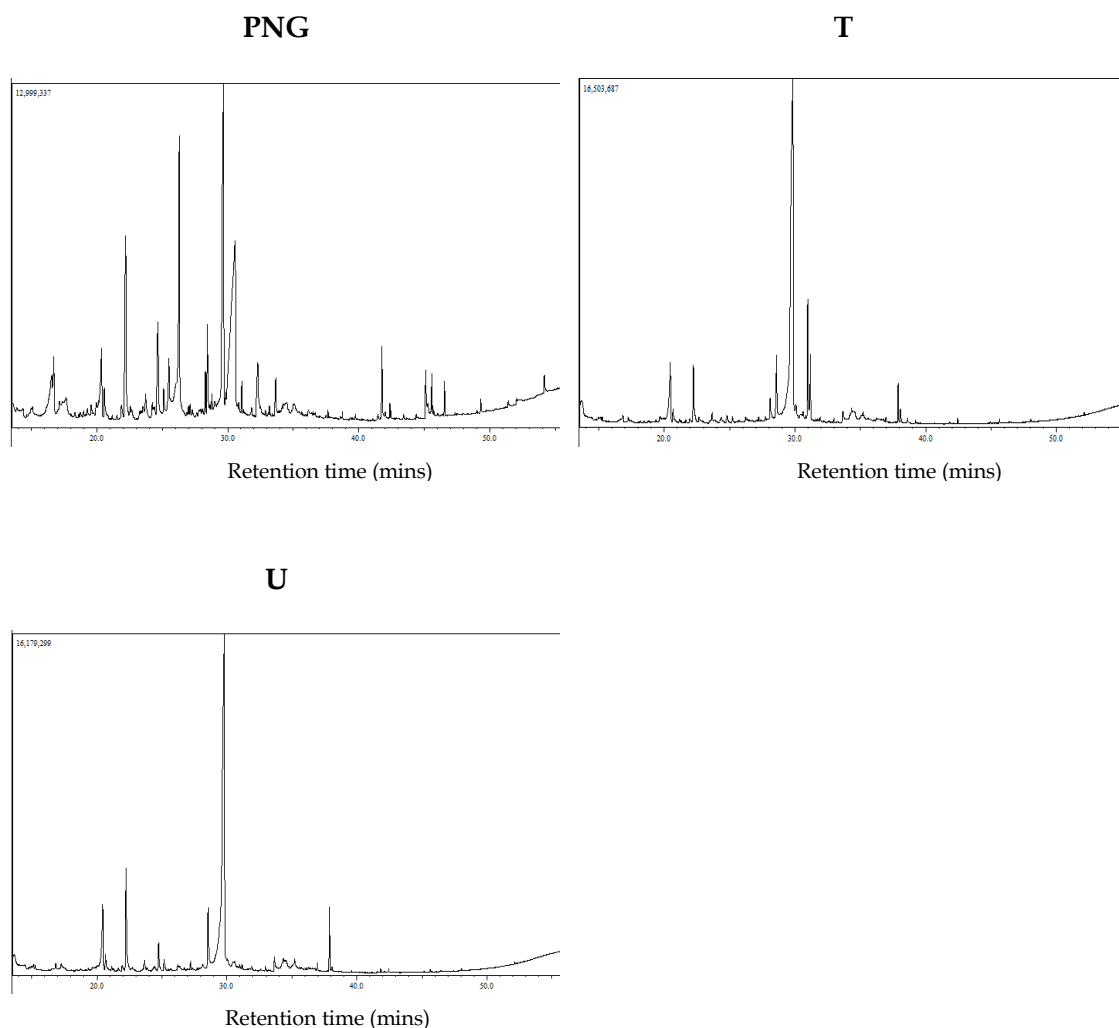 PNG
12,999,337
20.0 30.0 40.0 50.0
Retention time (mins)
T
16,503,687
20.0 30.0 40.0 50.0
Retention time (mins)
U
16,179,299
20.0 30.0 40.0 50.0
Retention time (mins)